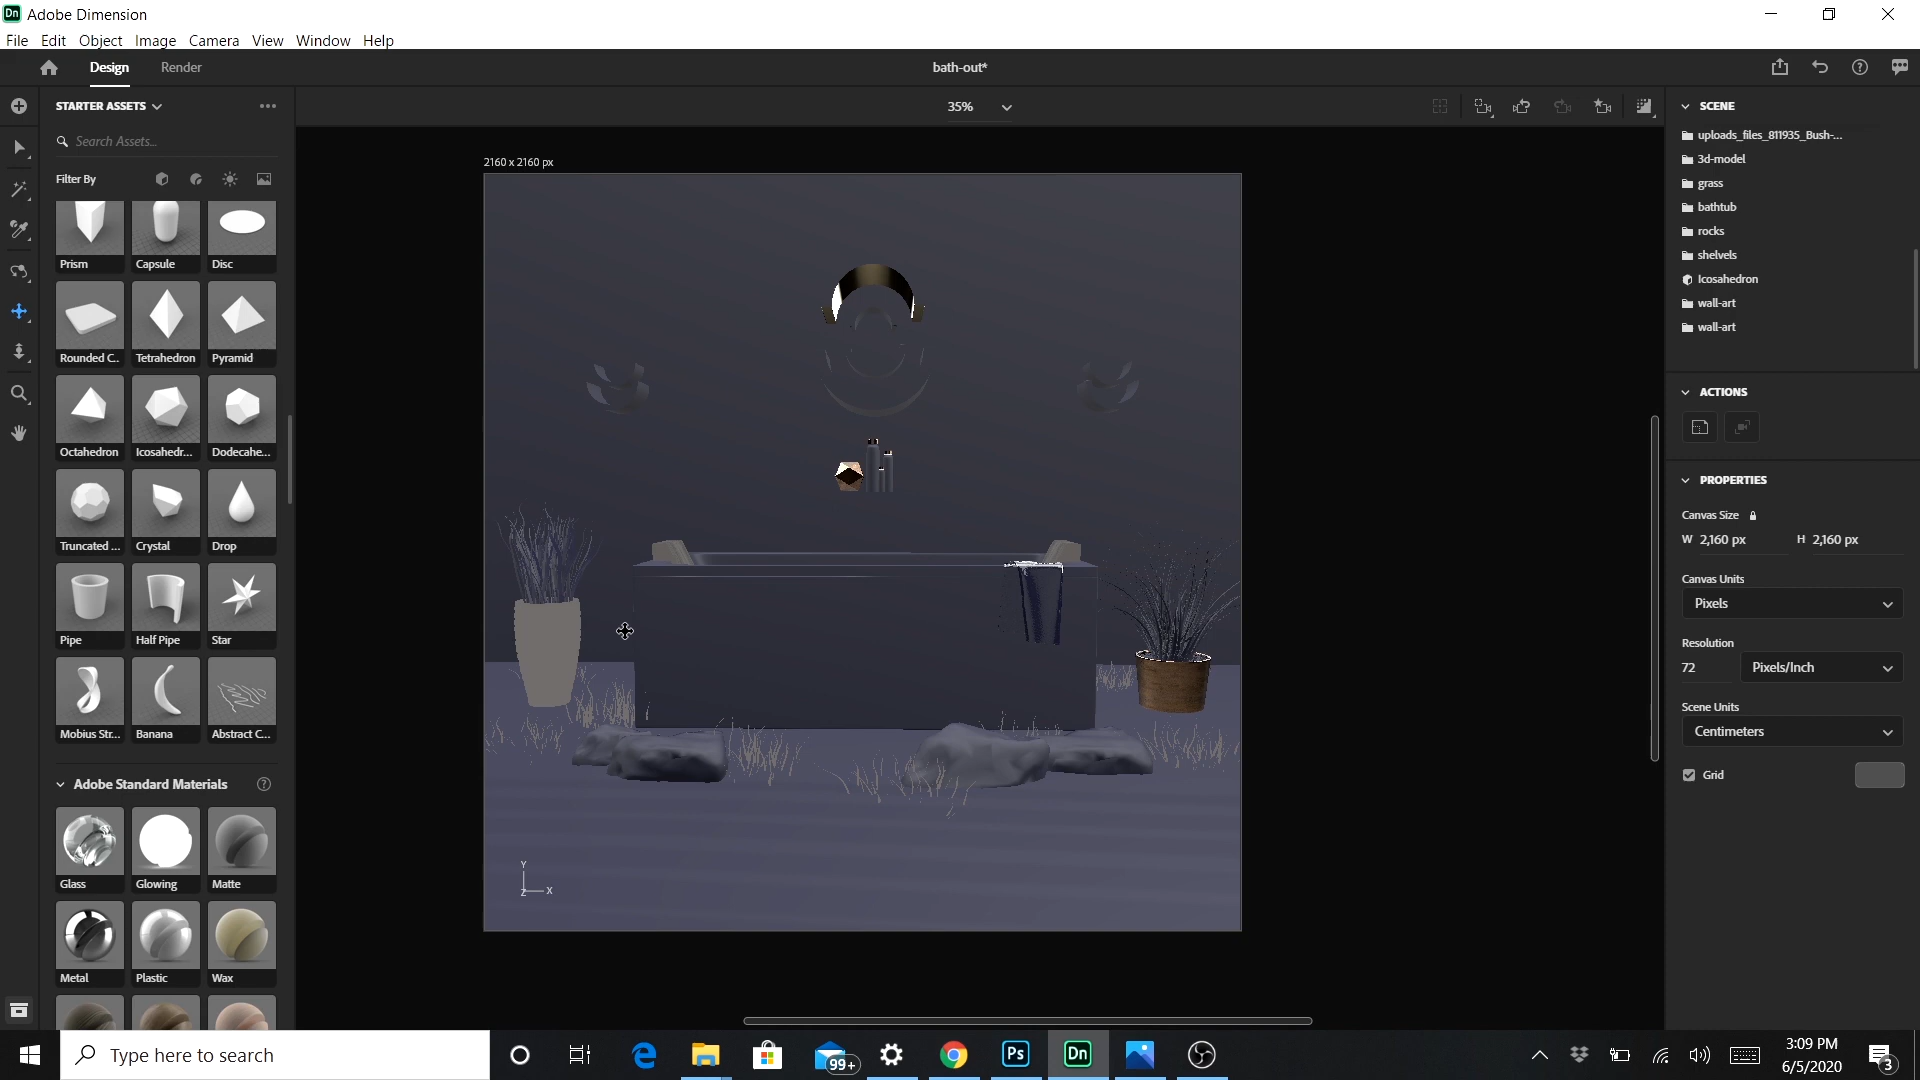 Dn Adobe Dimension
File Edit Object Image Camera View Window Help
Design Render bath-out*
STARTER ASSETS
35%
Search Assets...
Filter By
Prism Capsule Disc
Rounded C.. Tetrahedron Pyramid
Octahedron Icosahedr... Dodecahe...
Truncated ... Crystal Drop
Pipe Half Pipe Star
Mobius Str... Banana Abstract C...
Adobe Standard Materials
Glass Glowing Matte
Metal Plastic Wax
2160 x 2160 px
Y
Z X
SCENE
uploads_files_811935_Bush-...
3d-model
grass
bathtub
rocks
shelvels
Icosahedron
wall-art
wall-art
ACTIONS
PROPERTIES
Canvas Size
W 2,160 px H 2,160 px
Canvas Units
Pixels
Resolution
72 Pixels/Inch
Scene Units
Centimeters
Grid
Type here to search
99+
Ps
Dn
3:09 PM
6/5/2020
3